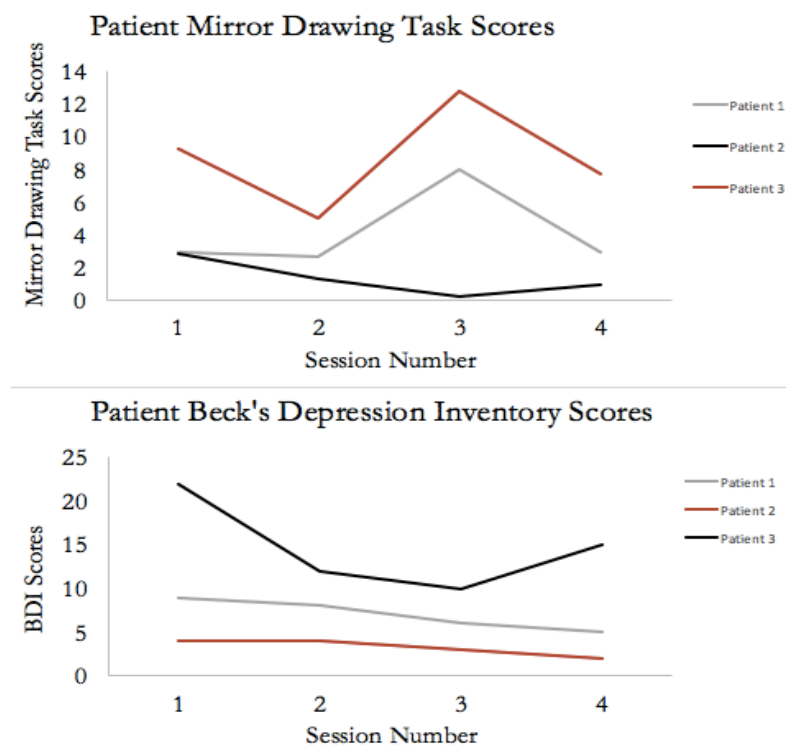 Patient Mirror Drawing Task Scores
Mirror Drawing Task Scores
14
12
10
8
6
4
2
0
1 2 3 4
Session Number
Patient 1
Patient 2
Patient 3
Patient Beck's Depression Inventory Scores
BDI Scores
25
20
15
10
5
0
1 2 3 4
Session Number
Patient 1
Patient 2
Patient 3